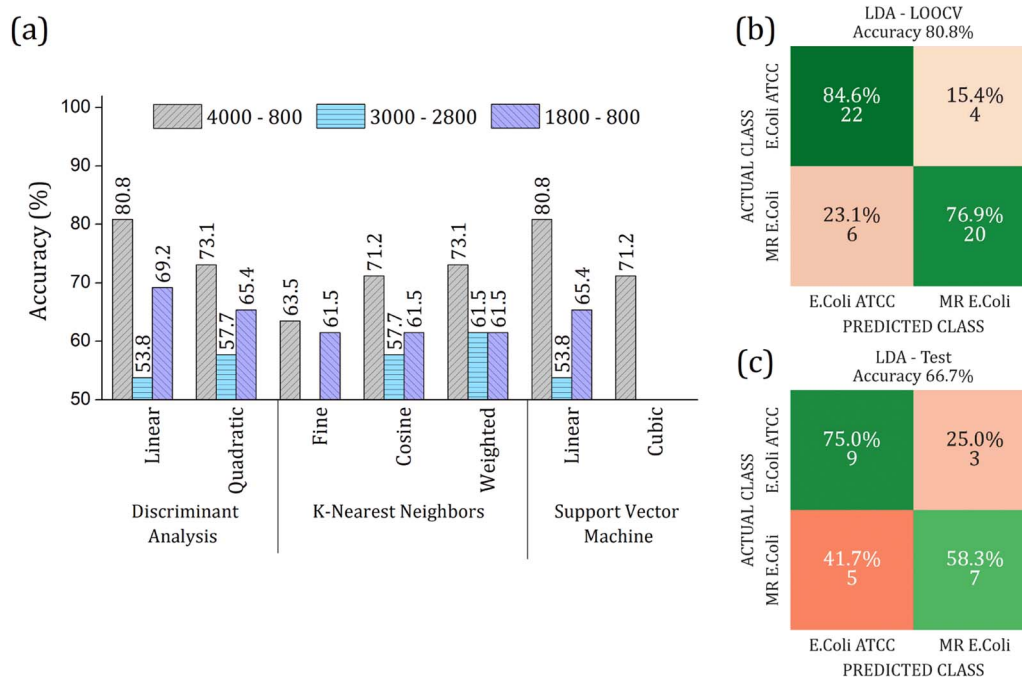 (a)
4000 - 800
3000 - 2800
1800 - 800
Accuracy (%)
100
90
80
70
60
50
80.8
53.8
69.2
73.1
57.7
65.4
63.5
61.5
71.2
57.7
61.5
73.1
61.5
61.5
80.8
53.8
65.4
71.2
Linear
Quadratic
Fine
Cosine
Weighted
Linear
Cubic
Discriminant
Analysis
K-Nearest Neighbors
Support Vector
Machine
(b)
LDA - LOOCV
Accuracy 80.8%
ACTUAL CLASS
E.Coli ATCC
MR E.Coli
84.6%
22
15.4%
4
23.1%
6
76.9%
20
E.Coli ATCC
MR E.Coli
PREDICTED CLASS
(c)
LDA - Test
Accuracy 66.7%
ACTUAL CLASS
E.Coli ATCC
MR E.Coli
75.0%
9
25.0%
3
41.7%
5
58.3%
7
E.Coli ATCC
MR E.Coli
PREDICTED CLASS